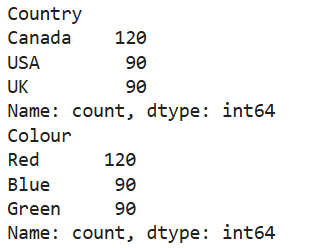 Country
Canada    120
USA        90
UK         90
Name: count, dtype: int64
Colour
Red      120
Blue      90
Green     90
Name: count, dtype: int64